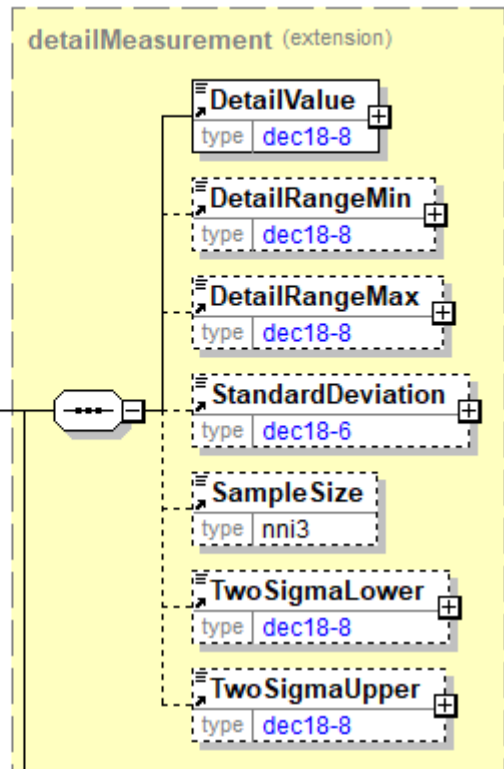 detailMeasurement (extension)
DetailValue
type dec18-8
DetailRangeMin
type dec18-8
DetailRangeMax
type dec18-8
StandardDeviation
type dec18-6
SampleSize
type nni3
TwoSigmaLower
type dec18-8
TwoSigmaUpper
type dec18-8